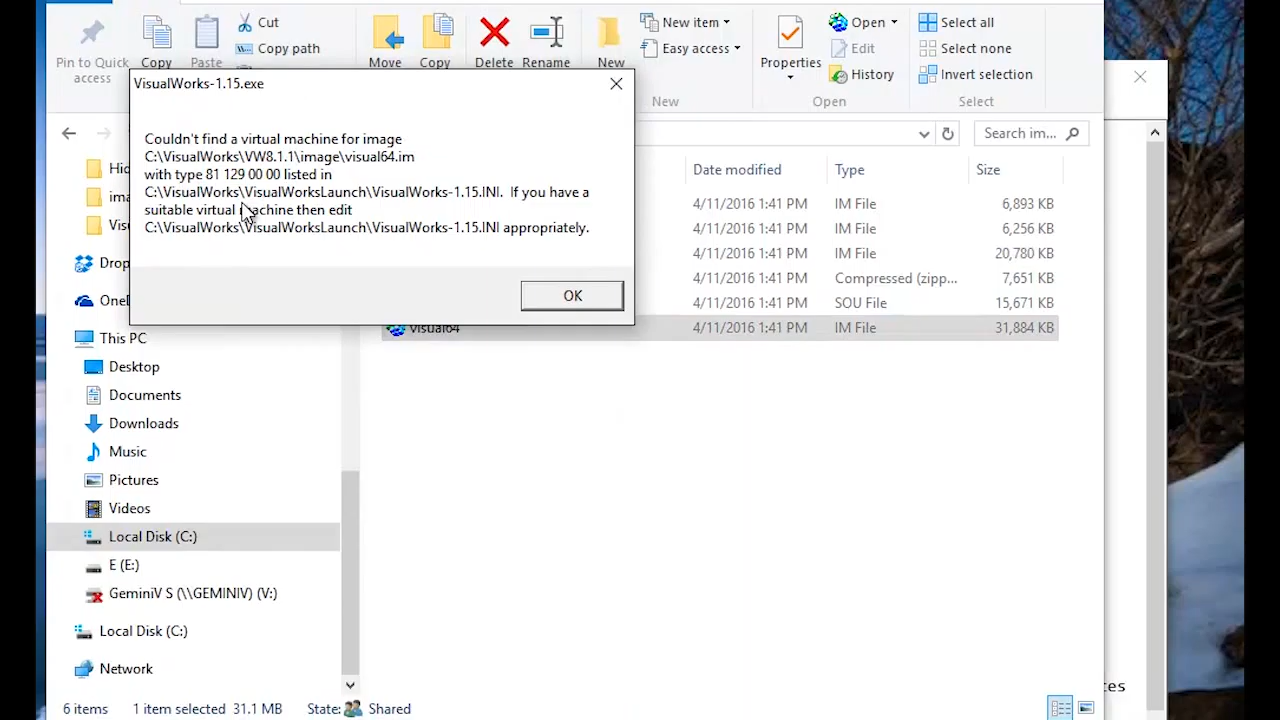 Cut
Copy path
Pin to Quick
access
Copy
Paste
Move
Copy
Delete
Rename
New
New item
Easy access
New
Properties
Open
Edit
History
Open
Select all
Select none
Invert selection
Select
VisualWorks-1.15.exe
Couldn't find a virtual machine for image
C:\VisualWorks\VW8.1.1\image\visual64.im
with type 81 129 00 00 listed in
C:\VisualWorks\VisualWorksLaunch\VisualWorks-1.15.INI. If you have a
suitable virtual machine then edit
C:\VisualWorks\VisualWorksLaunch\VisualWorks-1.15.INI appropriately.
OK
Search im...
Date modified Type Size
4/11/2016 1:41 PM IM File 6,893 KB
4/11/2016 1:41 PM IM File 6,256 KB
4/11/2016 1:41 PM IM File 20,780 KB
4/11/2016 1:41 PM Compressed (zipp... 7,651 KB
4/11/2016 1:41 PM SOU File 15,671 KB
visual64 4/11/2016 1:41 PM IM File 31,884 KB
This PC
Desktop
Documents
Downloads
Music
Pictures
Videos
Local Disk (C:)
E (E:)
GeminiV S (\\GEMINIV) (V:)
Local Disk (C:)
Network
6 items 1 item selected 31.1 MB State: Shared